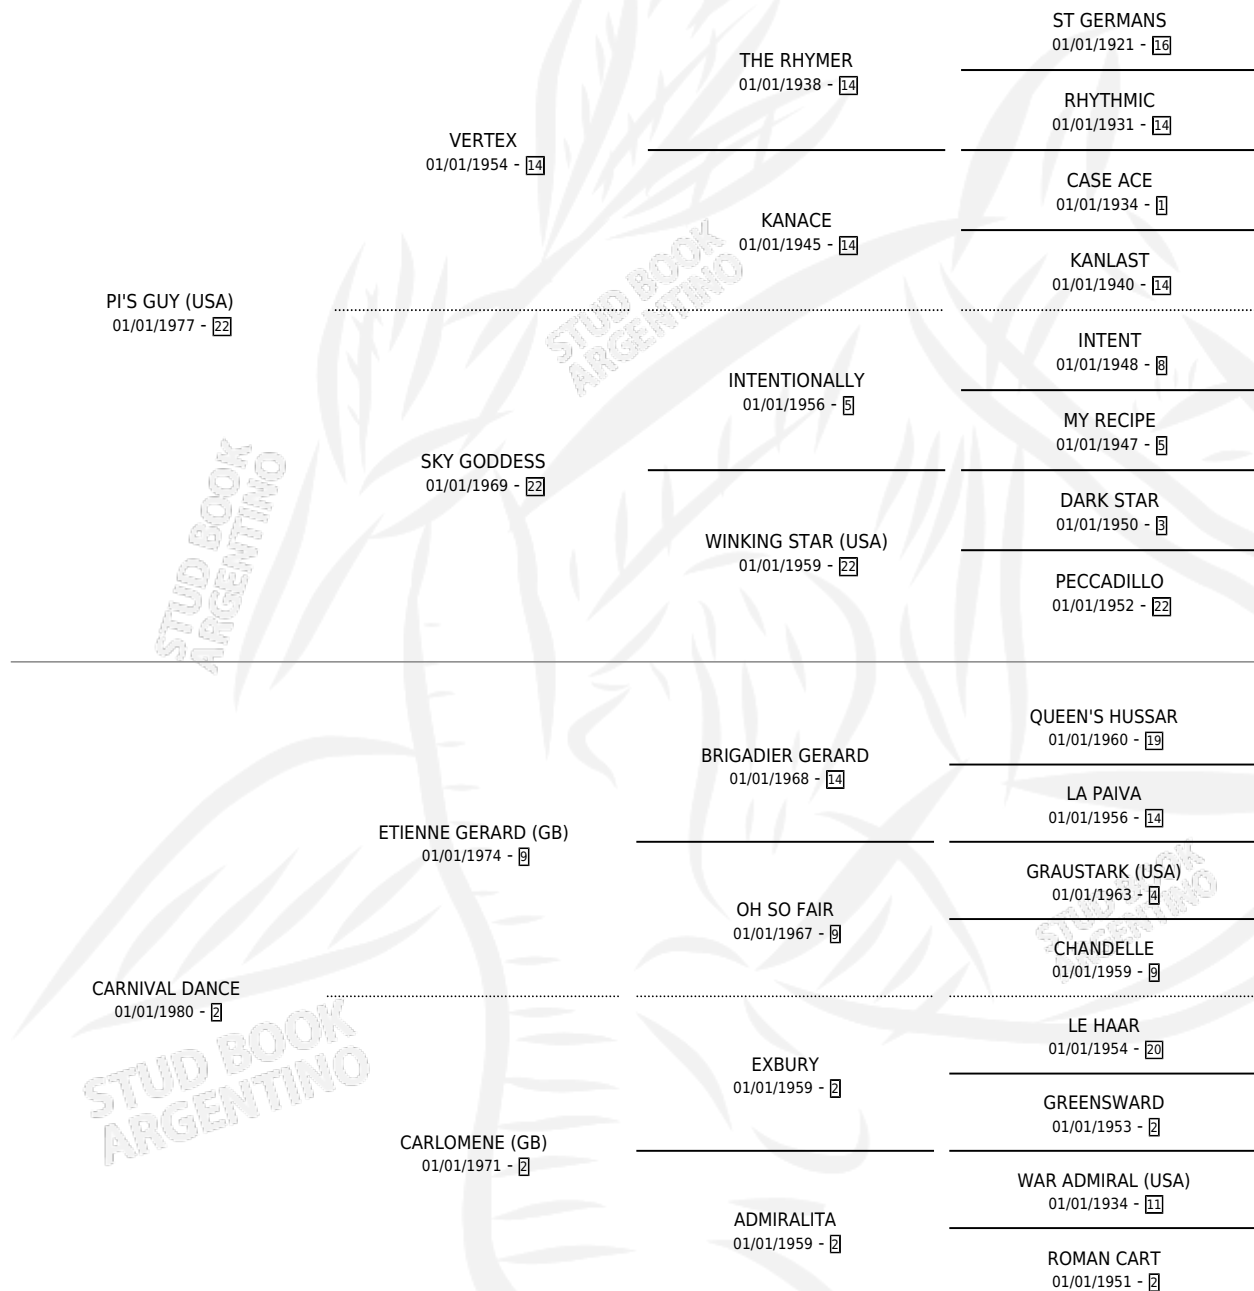 ST GERMANS
01/01/1921 - 16
THE RHYMER
01/01/1938 - 14
RHYTHMIC
01/01/1931 - 14
VERTEX
01/01/1954 - 14
CASE ACE
01/01/1934 - 1
KANACE
01/01/1945 - 14
KANLAST
01/01/1940 - 14
PI'S GUY (USA)
01/01/1977 - 22
INTENT
01/01/1948 - 8
INTENTIONALLY
01/01/1956 - 5
MY RECIPE
01/01/1947 - 5
SKY GODDESS
01/01/1969 - 22
DARK STAR
01/01/1950 - 3
WINKING STAR (USA)
01/01/1959 - 22
PECCADILLO
01/01/1952 - 22
QUEEN'S HUSSAR
01/01/1960 - 19
BRIGADIER GERARD
01/01/1968 - 14
LA PAIVA
01/01/1956 - 14
ETIENNE GERARD (GB)
01/01/1974 - 9
GRAUSTARK (USA)
01/01/1963 - 4
OH SO FAIR
01/01/1967 - 9
CHANDELLE
01/01/1959 - 9
CARNIVAL DANCE
01/01/1980 - 2
LE HAAR
01/01/1954 - 20
EXBURY
01/01/1959 - 2
GREENSWARD
01/01/1953 - 2
CARLOMENE (GB)
01/01/1971 - 2
WAR ADMIRAL (USA)
01/01/1934 - 11
ADMIRALITA
01/01/1959 - 2
ROMAN CART
01/01/1951 - 2
STUD BOOK
ARGENTINO
STUD BOOK
ARGENTINO
STUD BOOK
ARGENTINO
STUD BOOK
ARGENTINO